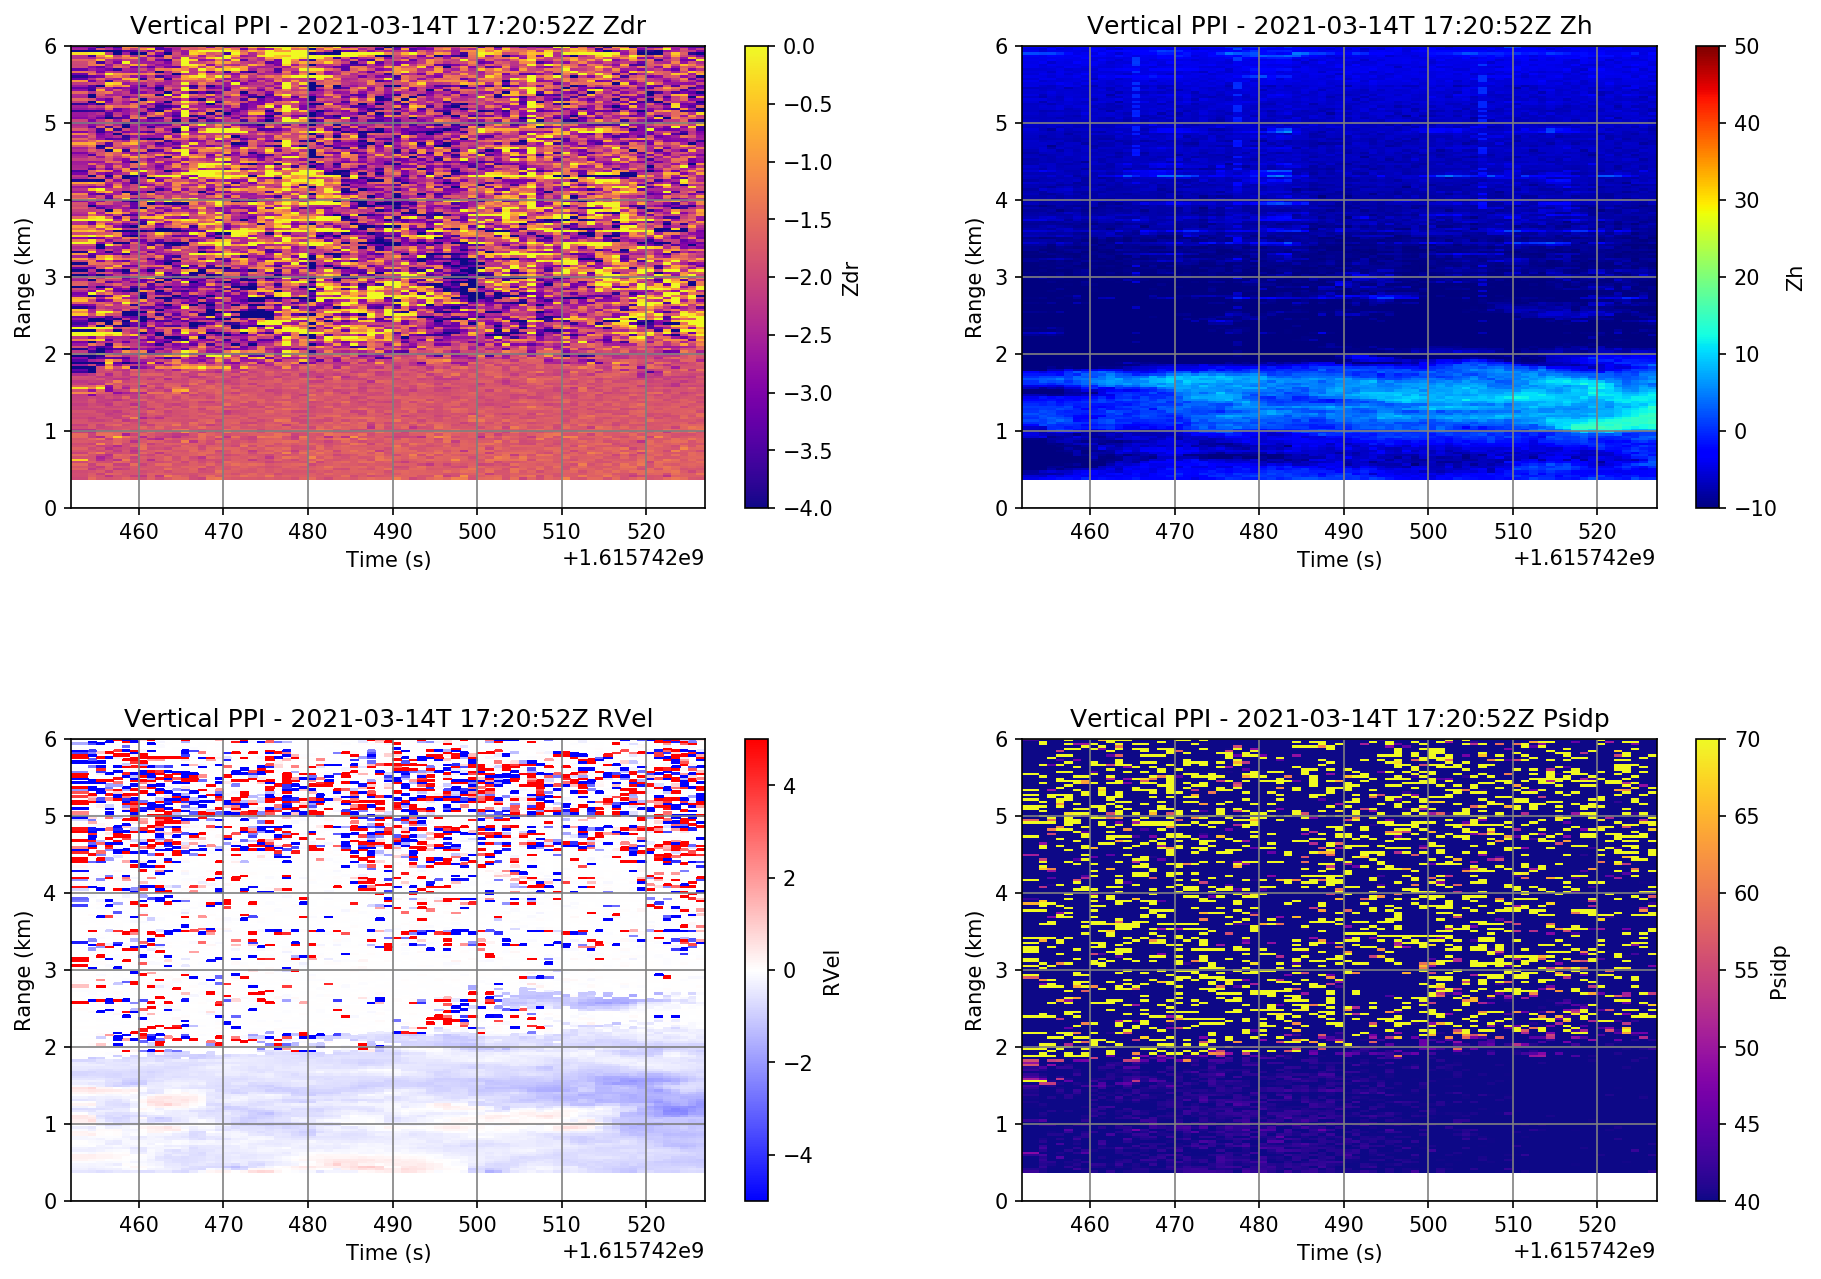 Vertical PPI - 2021-03-14T 17:20:52Z Zdr
6
5
4
3
2
1
0
Range (km)
460 470 480 490 500 510 520
Time (s)
+1.615742e9
0.0
−0.5
−1.0
−1.5
−2.0
−2.5
−3.0
−3.5
−4.0
Zdr
Vertical PPI - 2021-03-14T 17:20:52Z Zh
6
5
4
3
2
1
0
Range (km)
460 470 480 490 500 510 520
Time (s)
+1.615742e9
50
40
30
20
10
0
−10
Zh
Vertical PPI - 2021-03-14T 17:20:52Z RVel
6
5
4
3
2
1
0
Range (km)
460 470 480 490 500 510 520
Time (s)
+1.615742e9
4
2
0
−2
−4
RVel
Vertical PPI - 2021-03-14T 17:20:52Z Psidp
6
5
4
3
2
1
0
Range (km)
460 470 480 490 500 510 520
Time (s)
+1.615742e9
70
65
60
55
50
45
40
Psidp